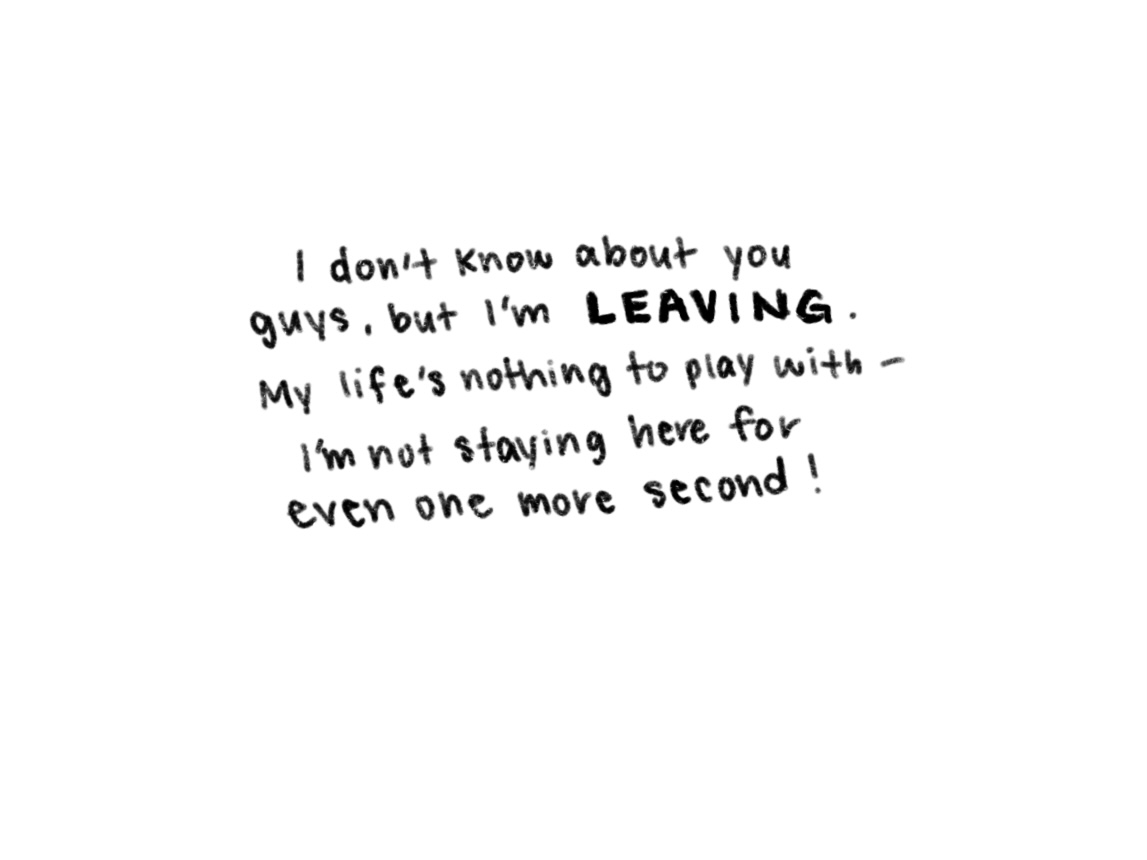 I don't know about you
guys, but I'm LEAVING.
My life's nothing to play with -
I'm not staying here for
even one more second!